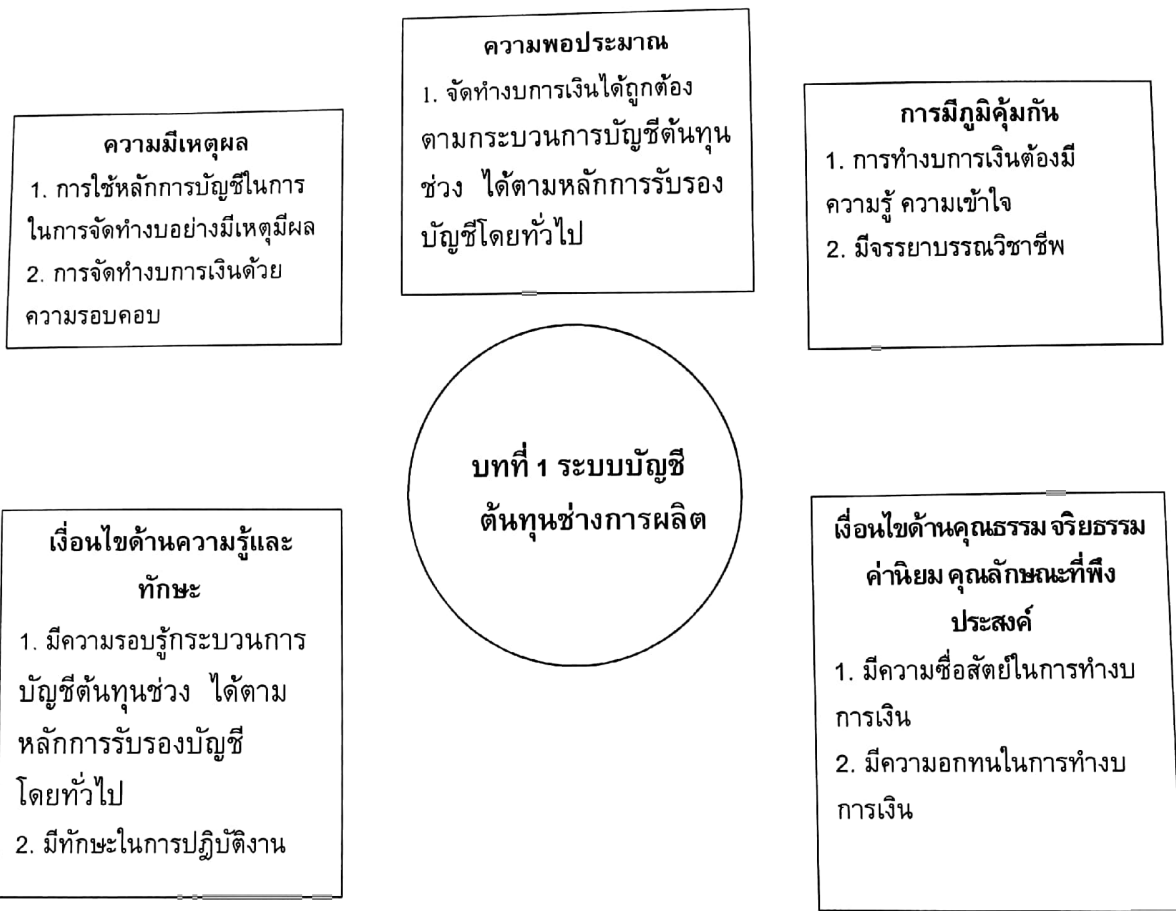 ความพอประมาณ
1. จัดทำงบการเงินได้ถูกต้อง
ตามกระบวนการบัญชีต้นทุน
ช่วง ได้ตามหลักการรับรอง
บัญชีโดยทั่วไป
ความมีเหตุผล
1. การใช้หลักการบัญชีในการ
ในการจัดทำงบอย่างมีเหตุมีผล
2. การจัดทำงบการเงินด้วย
ความรอบคอบ
การมีภูมิคุ้มกัน
1. การทำงบการเงินต้องมี
ความรู้ ความเข้าใจ
2. มีจรรยาบรรณวิชาชีพ
บทที่ 1 ระบบบัญชี
ต้นทุนช่างการผลิต
เงื่อนไขด้านความรู้และ
ทักษะ
1. มีความรอบรู้กระบวนการ
บัญชีต้นทุนช่วง ได้ตาม
หลักการรับรองบัญชี
โดยทั่วไป
2. มีทักษะในการปฎิบัติงาน
เงื่อนไขด้านคุณธรรม จริยธรรม
ค่านิยม คุณลักษณะที่พึง
ประสงค์
1. มีความซื่อสัตย์ในการทำงบ
การเงิน
2. มีความอกทนในการทำงบ
การเงิน